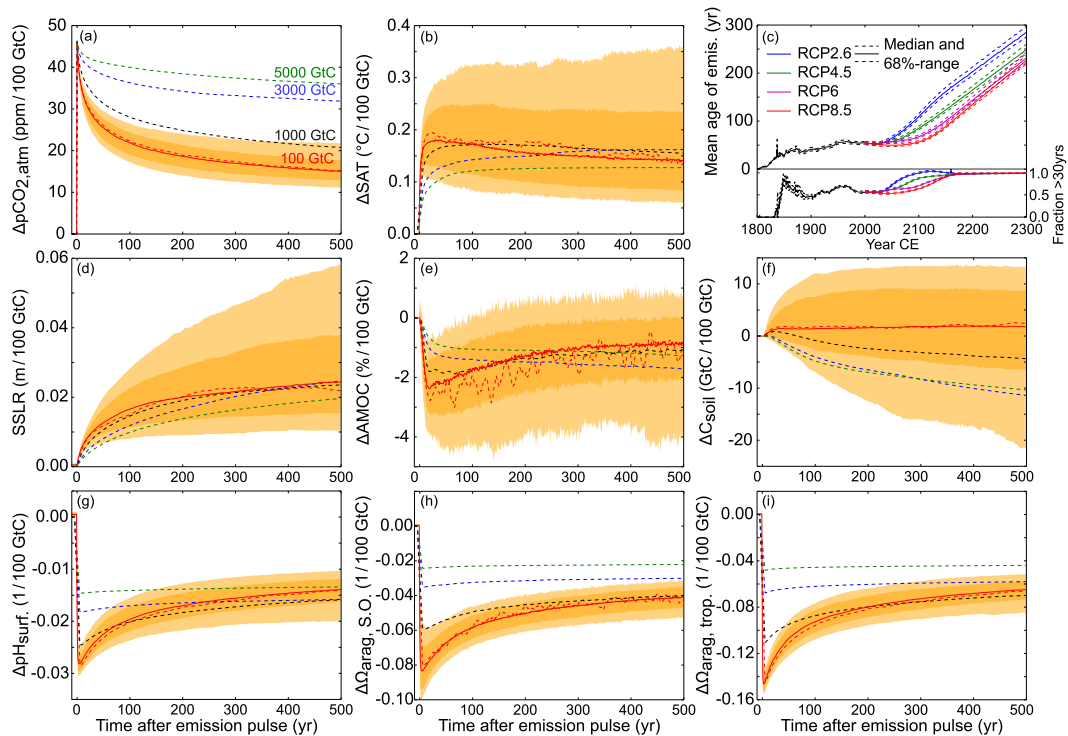 (a)
ΔpCO2,atm (ppm / 100 GtC)
50
40
30
20
10
0
5000 GtC
3000 GtC
1000 GtC
100 GtC
0 100 200 300 400 500
(b)
ΔSAT (°C / 100 GtC)
0.4
0.3
0.2
0.1
0.0
0 100 200 300 400 500
(c)
Mean age of emis. (yr)
300
250
200
100
50
0
RCP2.6
RCP4.5
RCP6
RCP8.5
Median and
68%-range
1.0
0.5
0.0
Fraction >30yrs
1800 1900 2000 2100 2200 2300
Year CE
(d)
SSLR (m / 100 GtC)
0.06
0.04
0.02
0.00
0 100 200 300 400 500
(e)
ΔAMOC (% / 100 GtC)
0
-2
-4
0 100 200 300 400 500
(f)
ΔCsoil (GtC / 100 GtC)
10
0
-10
-20
0 100 200 300 400 500
(g)
ΔpHsurf. (1 / 100 GtC)
0.00
-0.01
-0.02
-0.03
0 100 200 300 400 500
Time after emission pulse (yr)
(h)
ΔΩarag, S.O. (1 / 100 GtC)
0.00
-0.02
-0.04
-0.06
-0.08
-0.10
0 100 200 300 400 500
Time after emission pulse (yr)
(i)
ΔΩarag, trop. (1 / 100 GtC)
0.00
-0.04
-0.08
-0.12
-0.16
0 100 200 300 400 500
Time after emission pulse (yr)